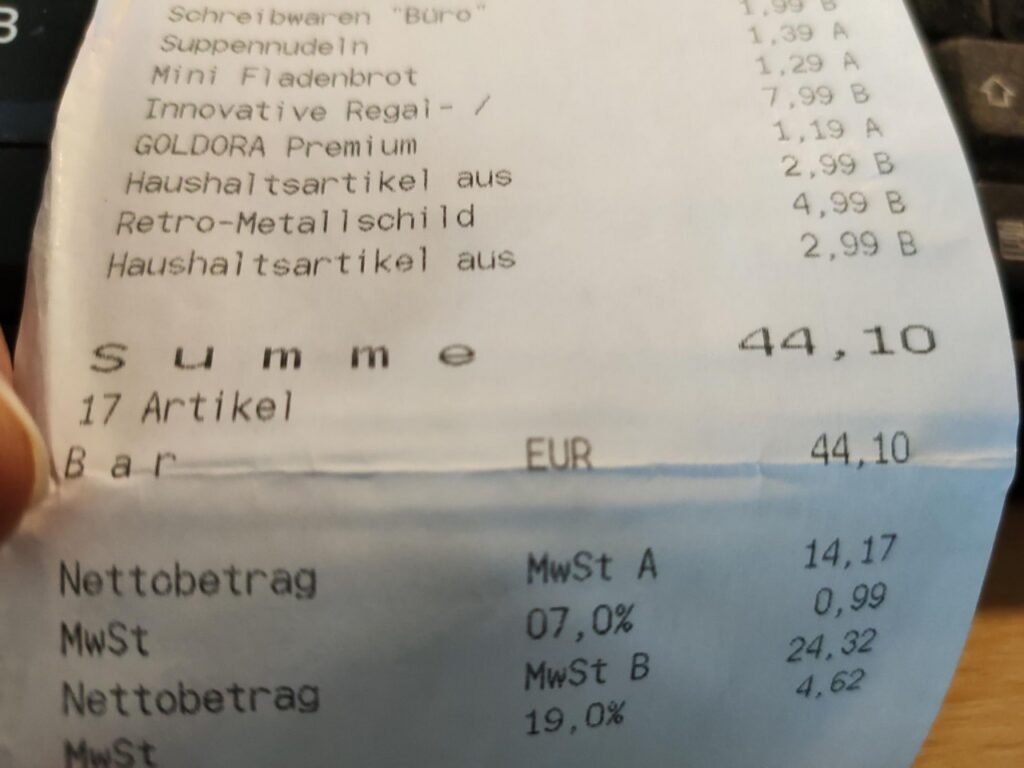 B
Schreibwaren "Büro" 1,99 B
Suppennudeln 1,39 A
Mini Fladenbrot 1,29 A
Innovative Regal- / 7,99 B
GOLDORA Premium 1,19 A
Haushaltsartikel aus 2,99 B
Retro-Metallschild 4,99 B
Haushaltsartikel aus 2,99 B
Summe 44,10
17 Artikel
Bar EUR 44,10
Nettobetrag MwSt A 14,17
MwSt 07,0% 0,99
Nettobetrag MwSt B 24,32
MwSt 19,0% 4,62